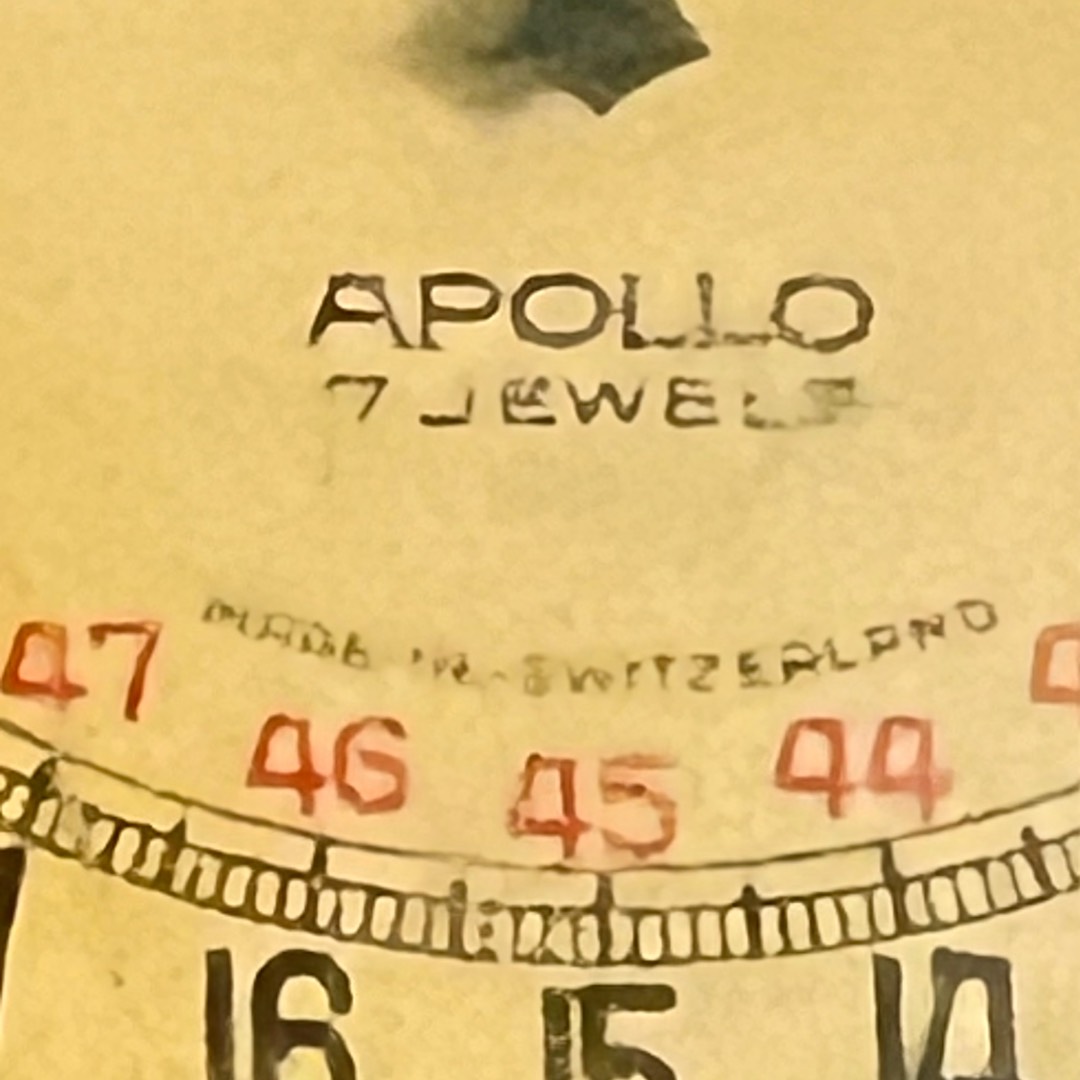 APOLLO
7 JEWELS
MADE IN SWITZERLAND
47 46 45 44
16 15 14